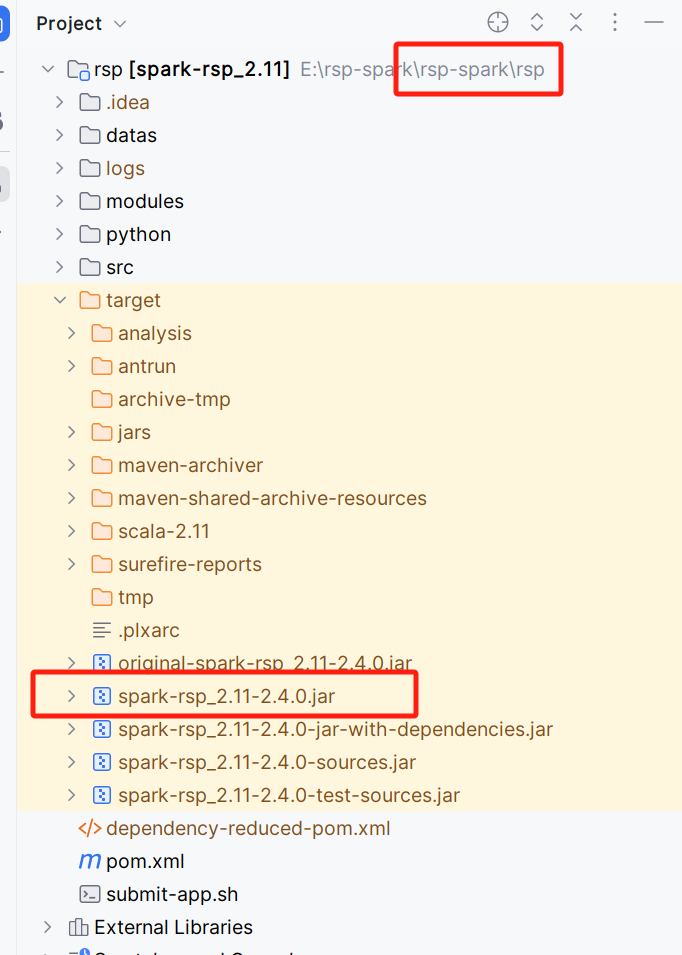 Project
rsp [spark-rsp_2.11] E:\rsp-spark\rsp-spark\rsp
.idea
datas
logs
modules
python
src
target
analysis
antrun
archive-tmp
jars
maven-archiver
maven-shared-archive-resources
scala-2.11
surefire-reports
tmp
.plxarc
original-spark-rsp_2.11-2.4.0.jar
spark-rsp_2.11-2.4.0.jar
spark-rsp_2.11-2.4.0-jar-with-dependencies.jar
spark-rsp_2.11-2.4.0-sources.jar
spark-rsp_2.11-2.4.0-test-sources.jar
dependency-reduced-pom.xml
pom.xml
submit-app.sh
External Libraries